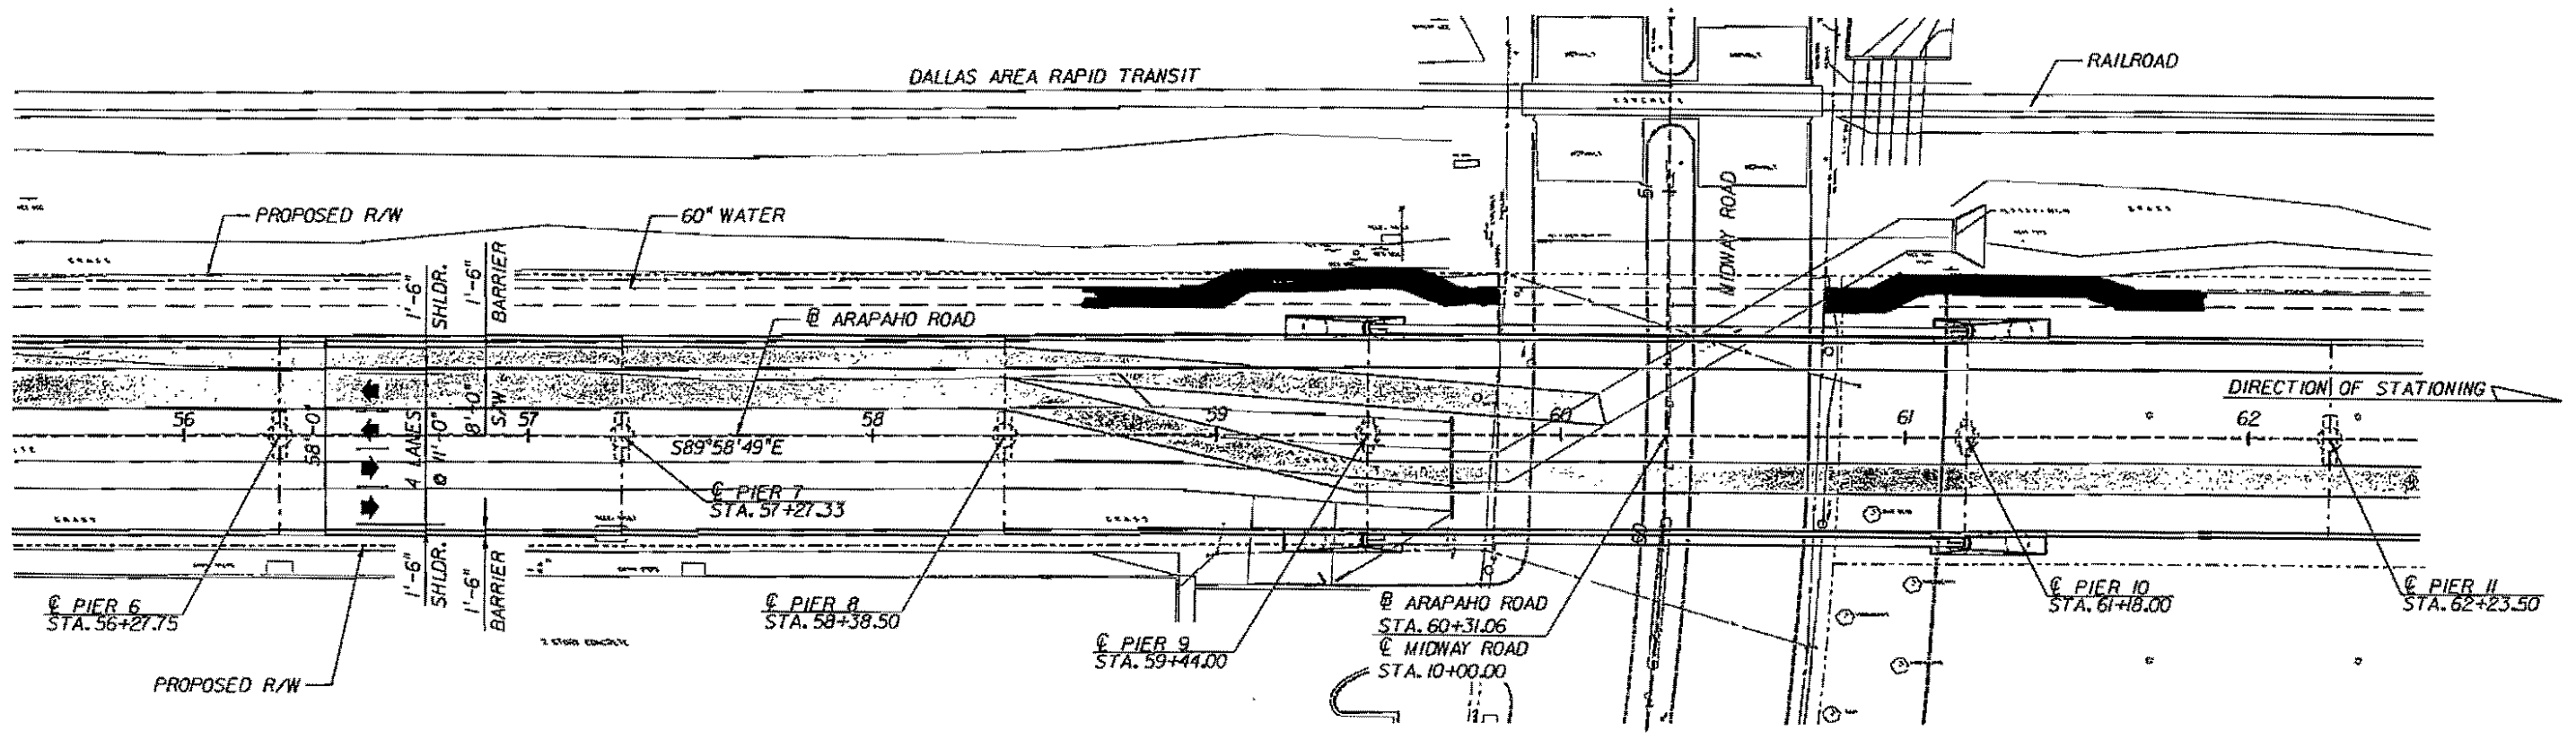 DALLAS AREA RAPID TRANSIT
RAILROAD
MIDWAY ROAD
PROPOSED R/W
60" WATER
1'-6"
SHLDR.
1'-6"
BARRIER
℄ ARAPAHO ROAD
DIRECTION OF STATIONING
56
57
58
59
60
61
62
58'-0"
4 LANES
@ 11'-0"
8'-0"
S/W
S89°58'49"E
℄ PIER 7
STA. 57+27.33
GRASS
1'-6"
SHLDR.
1'-6"
BARRIER
℄ PIER 6
STA. 56+27.75
℄ PIER 8
STA. 58+38.50
℄ PIER 9
STA. 59+44.00
℄ ARAPAHO ROAD
STA. 60+31.06
℄ MIDWAY ROAD
STA. 10+00.00
℄ PIER 10
STA. 61+18.00
℄ PIER 11
STA. 62+23.50
2 STORY CONCRETE
PROPOSED R/W